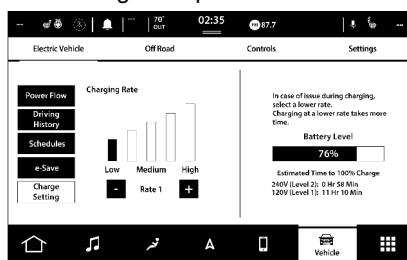 --
--
70°
OUT
02:35
FM 87.7
--
Electric Vehicle
Off Road
Controls
Settings
Power Flow
Driving
History
Schedules
e-Save
Charge
Setting
Charging Rate
Low
Medium
High
-
Rate 1
+
In case of issue during charging,
select a lower rate.
Charging at a lower rate takes more
time.
Battery Level
76%
Estimated Time to 100% Charge
240V (Level 2): 0 Hr 58 Min
120V (Level 1): 11 Hr 10 Min
A
Vehicle